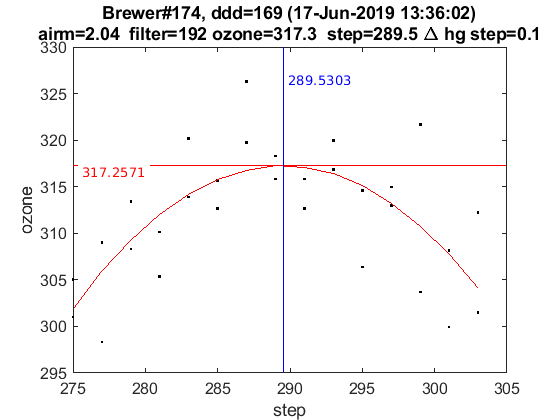 Brewer#174, ddd=169 (17-Jun-2019 13:36:02)
airm=2.04 filter=192 ozone=317.3 step=289.5 Δ hg step=0.1
330
325
320
315
310
305
300
295
ozone
289.5303
317.2571
275 280 285 290 295 300 305
step